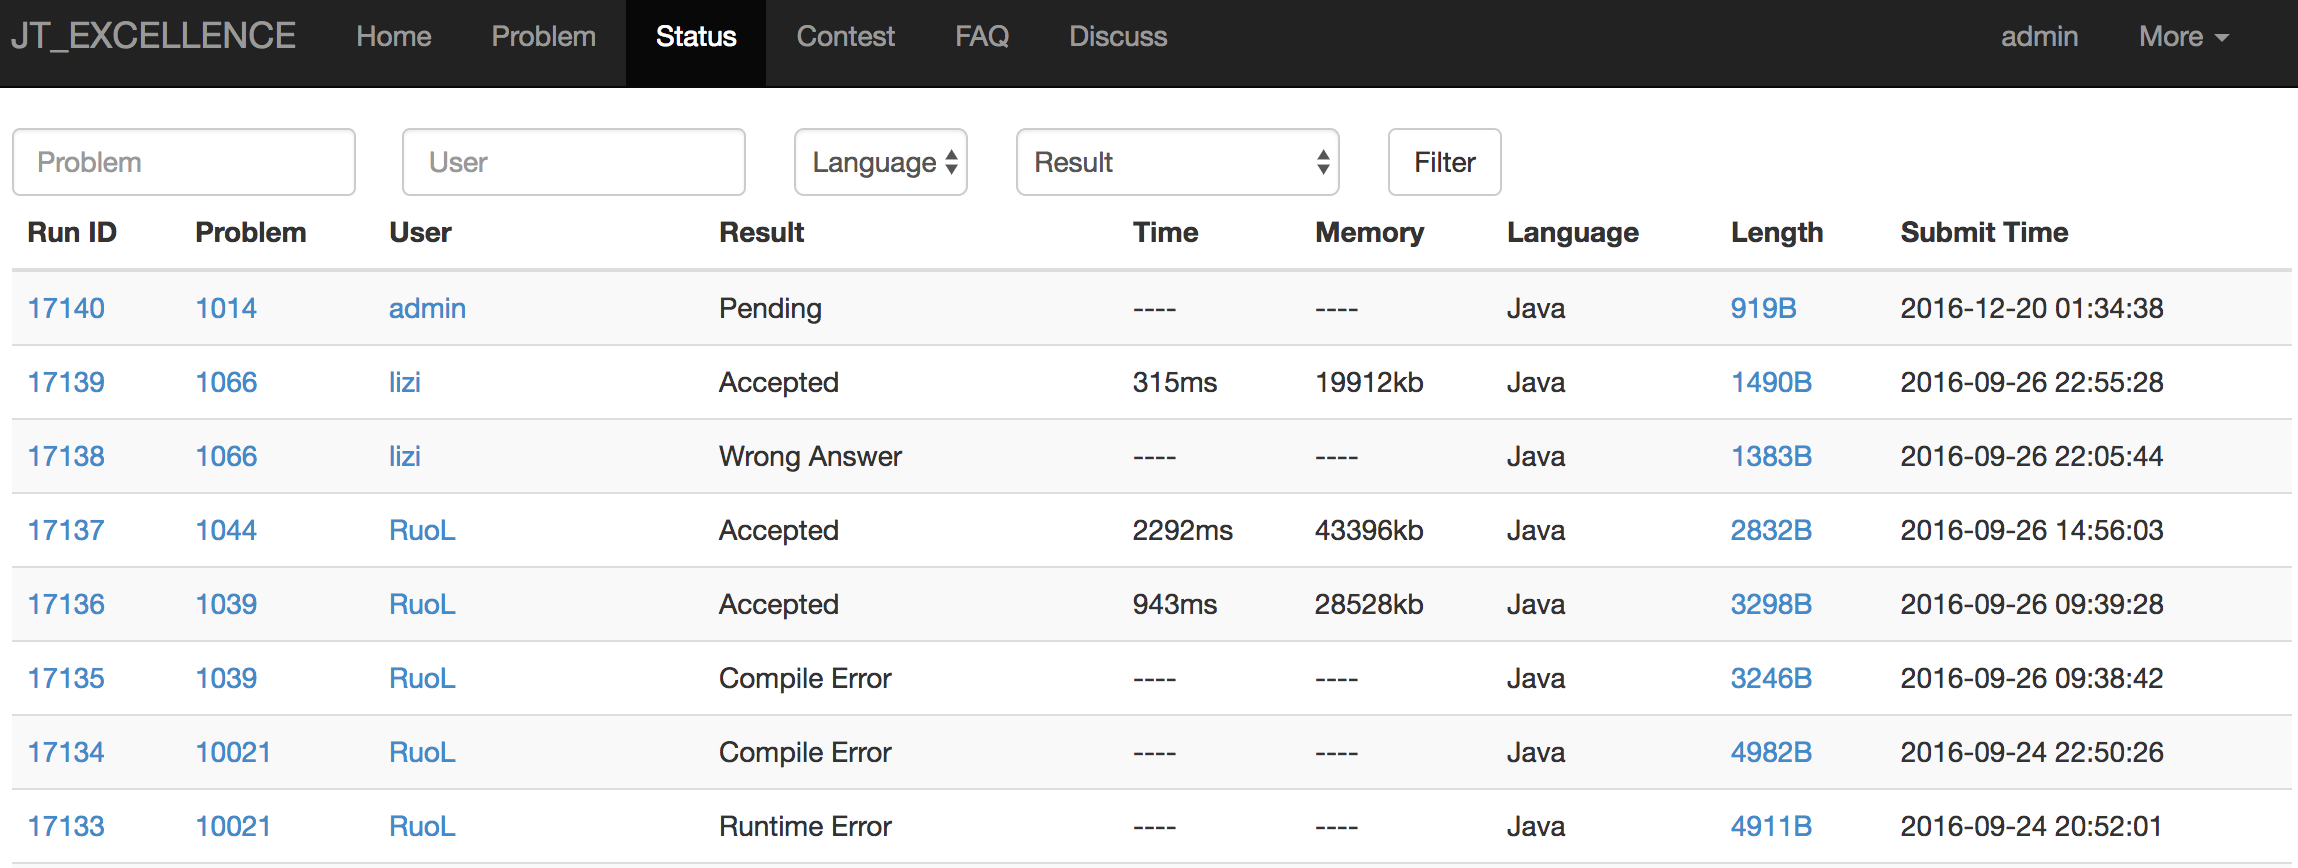 JT_EXCELLENCE Home Problem Status Contest FAQ Discuss admin More
Problem User Language Result Filter
Run ID Problem User Result Time Memory Language Length Submit Time
17140 1014 admin Pending ---- ---- Java 919B 2016-12-20 01:34:38
17139 1066 lizi Accepted 315ms 19912kb Java 1490B 2016-09-26 22:55:28
17138 1066 lizi Wrong Answer ---- ---- Java 1383B 2016-09-26 22:05:44
17137 1044 RuoL Accepted 2292ms 43396kb Java 2832B 2016-09-26 14:56:03
17136 1039 RuoL Accepted 943ms 28528kb Java 3298B 2016-09-26 09:39:28
17135 1039 RuoL Compile Error ---- ---- Java 3246B 2016-09-26 09:38:42
17134 10021 RuoL Compile Error ---- ---- Java 4982B 2016-09-24 22:50:26
17133 10021 RuoL Runtime Error ---- ---- Java 4911B 2016-09-24 20:52:01